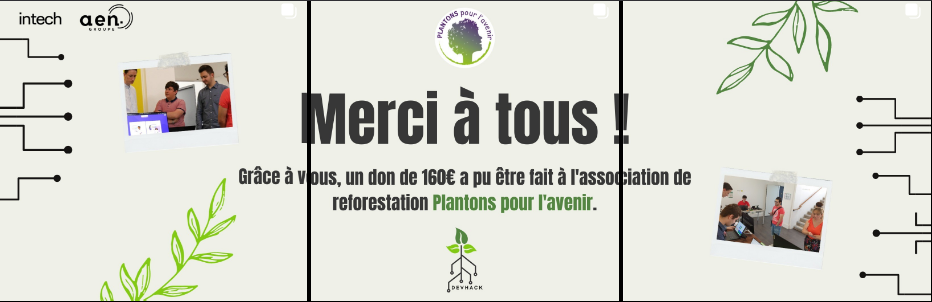 intech
aen.
GROUPE
PLANTONS pour l'avenir
Merci à tous !
Grâce à vous, un don de 160€ a pu être fait à l'association de
reforestation Plantons pour l'avenir.
DEVHACK